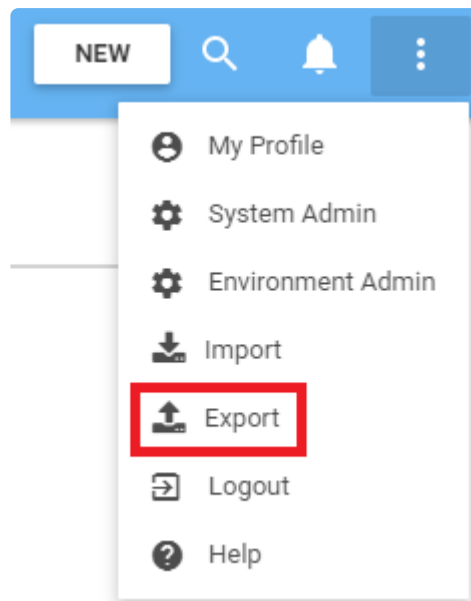 NEW
My Profile
System Admin
Environment Admin
Import
Export
Logout
Help